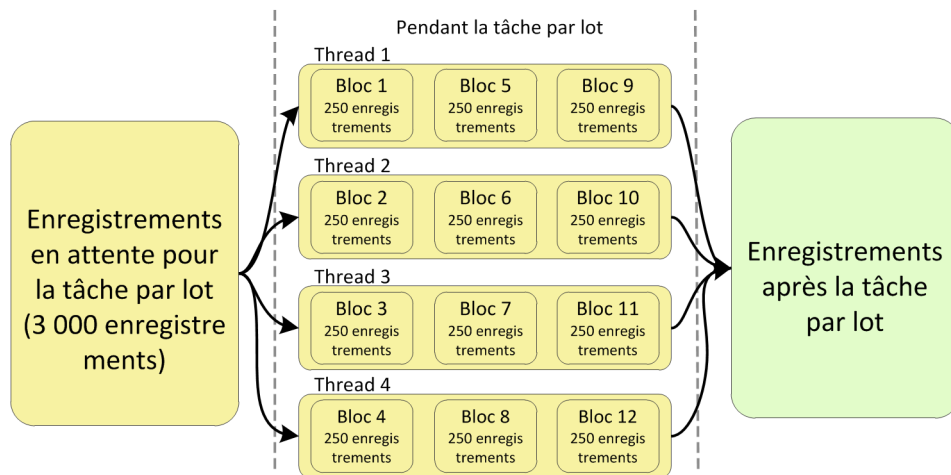 Pendant la tâche par lot
Enregistrements
en attente pour
la tâche par lot
(3 000 enregistre
ments)
Thread 1
Bloc 1
250 enregis
trements
Bloc 5
250 enregis
trements
Bloc 9
250 enregis
trements
Thread 2
Bloc 2
250 enregis
trements
Bloc 6
250 enregis
trements
Bloc 10
250 enregis
trements
Thread 3
Bloc 3
250 enregis
trements
Bloc 7
250 enregis
trements
Bloc 11
250 enregis
trements
Thread 4
Bloc 4
250 enregis
trements
Bloc 8
250 enregis
trements
Bloc 12
250 enregis
trements
Enregistrements
après la tâche
par lot